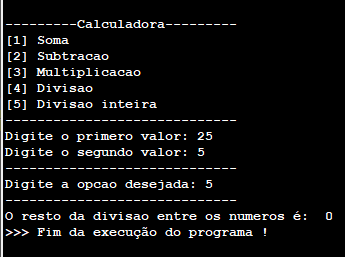 ---------Calculadora---------
[1] Soma
[2] Subtracao
[3] Multiplicacao
[4] Divisao
[5] Divisao inteira
-----------------------------
Digite o primero valor: 25
Digite o segundo valor: 5
-----------------------------
Digite a opcao desejada: 5
-----------------------------
O resto da divisao entre os numeros é:  0
>>> Fim da execução do programa !